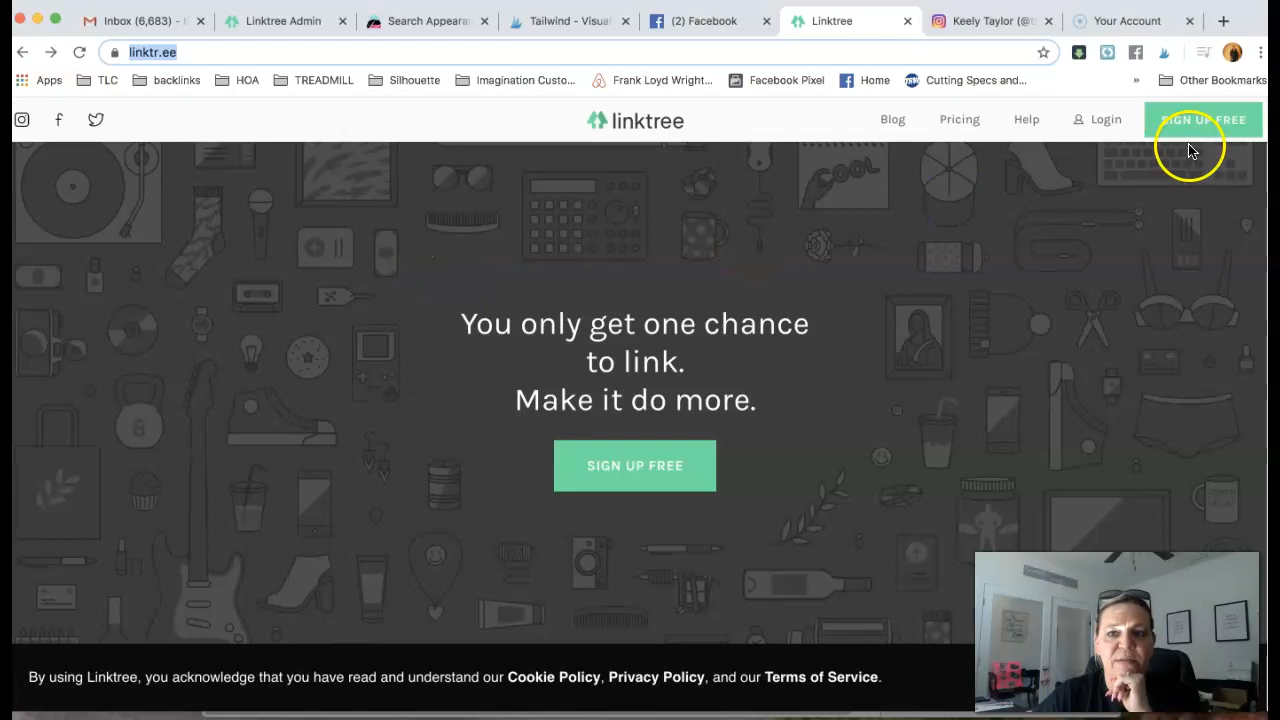 Inbox (6,683) -
Linktree Admin
Search Appeara
Tailwind - Visual
(2) Facebook
Linktree
Keely Taylor (@t
Your Account
linktr.ee
Apps
TLC
backlinks
HOA
TREADMILL
Silhouette
Imagination Custo...
Frank Loyd Wright...
Facebook Pixel
Home
Cutting Specs and...
»
Other Bookmarks
linktree
Blog
Pricing
Help
Login
SIGN UP FREE
COOL
You only get one chance
to link.
Make it do more.
SIGN UP FREE
By using Linktree, you acknowledge that you have read and understand our Cookie Policy, Privacy Policy, and our Terms of Service.